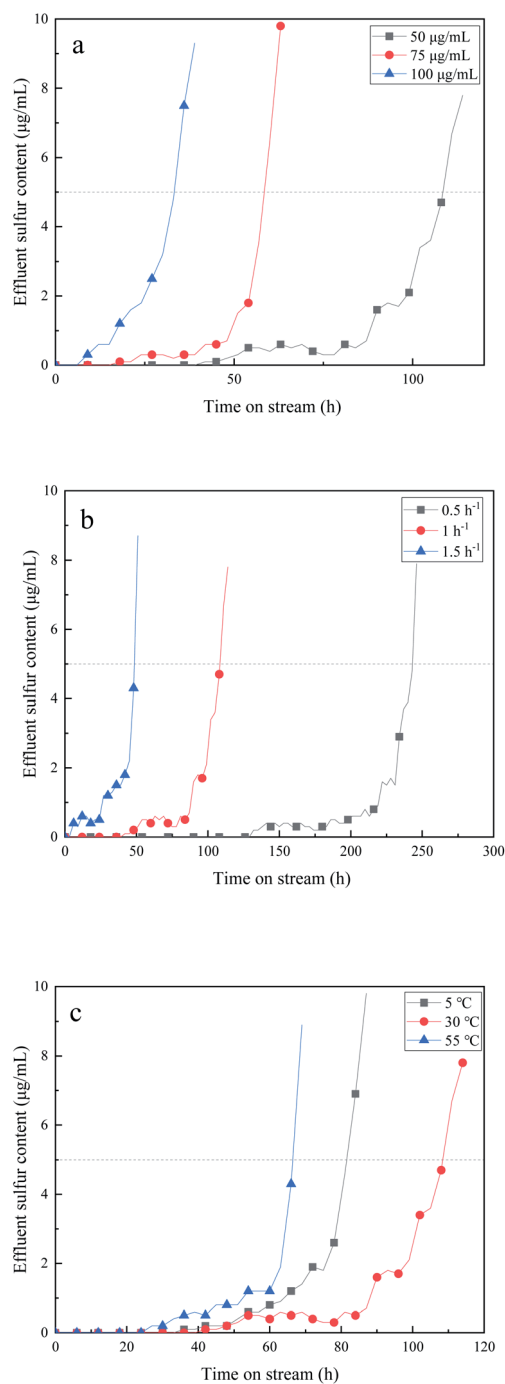 a
50 μg/mL
75 μg/mL
100 μg/mL
Effluent sulfur content (μg/mL)
10
8
6
4
2
0
0
50
100
Time on stream (h)
b
0.5 h⁻¹
1 h⁻¹
1.5 h⁻¹
Effluent sulfur content (μg/mL)
10
8
6
4
2
0
0
50
100
150
200
250
300
Time on stream (h)
c
5 ℃
30 ℃
55 ℃
Effluent sulfur content (μg/mL)
10
8
6
4
2
0
0
20
40
60
80
100
120
Time on stream (h)